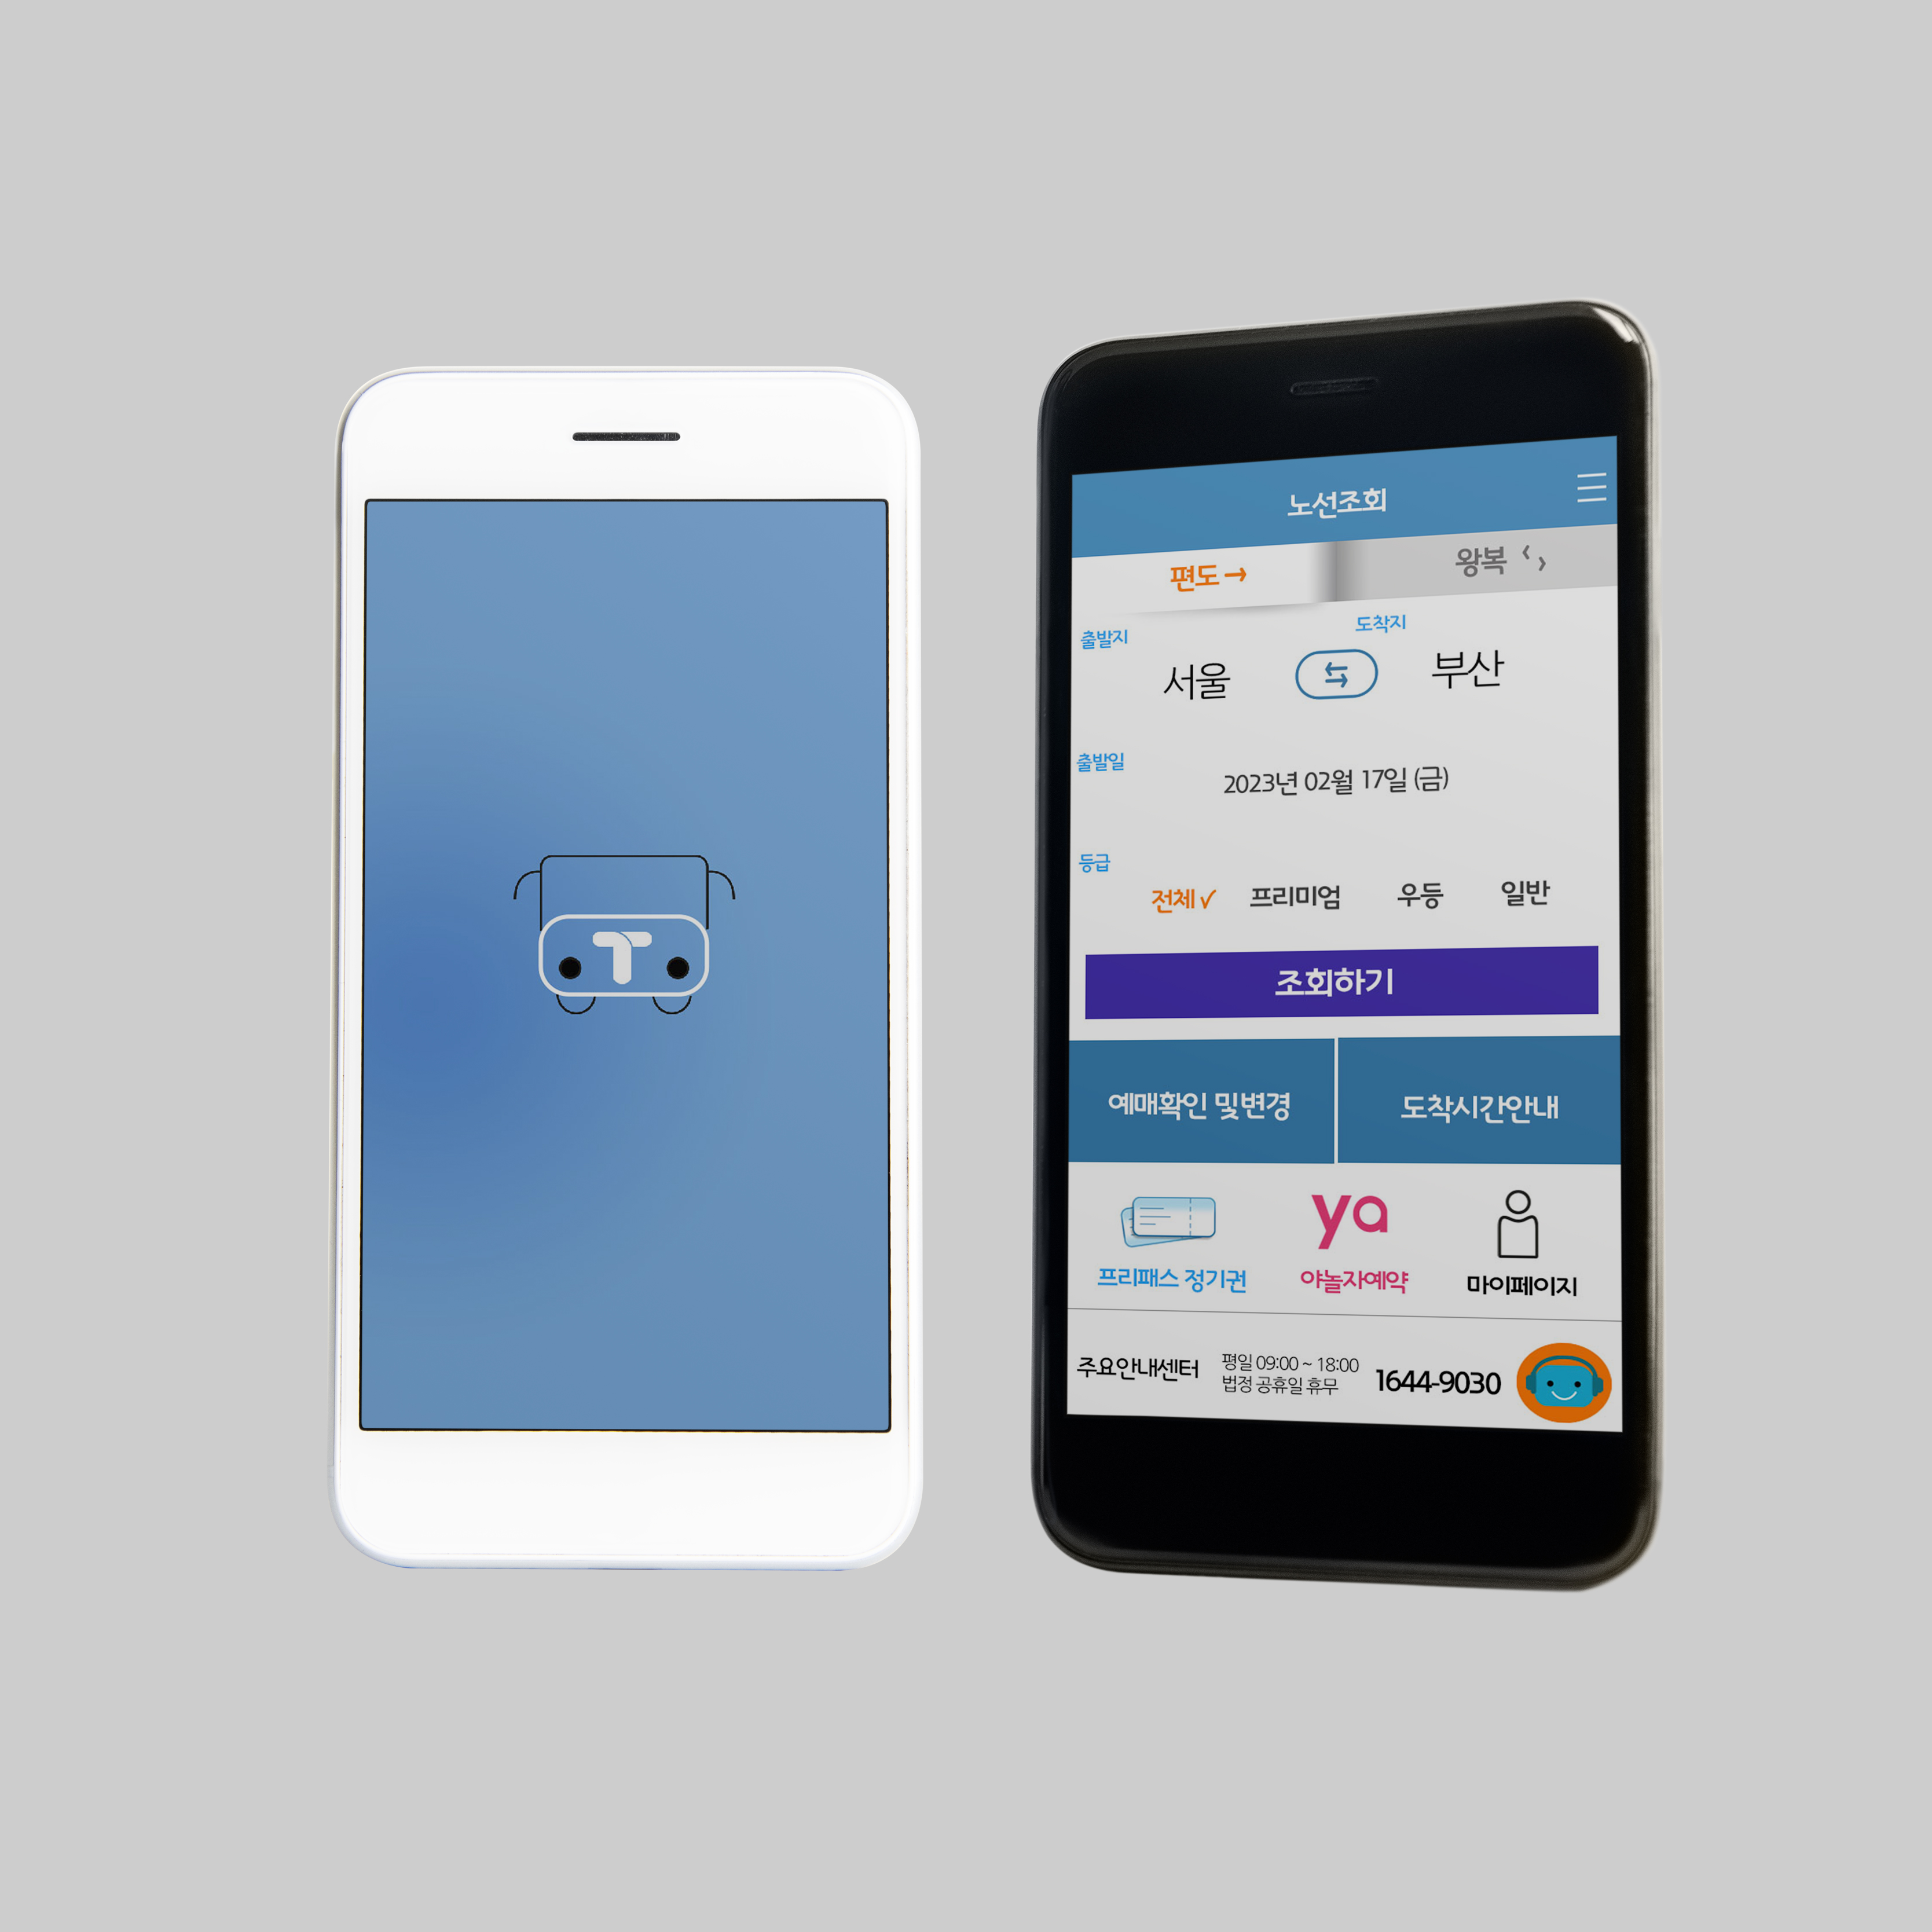 T
노선조회
편도→
왕복
출발지
도착지
서울
부산
출발일
2023년 02월 17일 (금)
등급
전체✓ 프리미엄 우등 일반
조회하기
예매확인 및변경
도착시간안내
ya
프리패스 정기권
야놀자예약
마이페이지
주요안내센터
평일 09:00 ~ 18:00
법정 공휴일 휴무
1644-9030